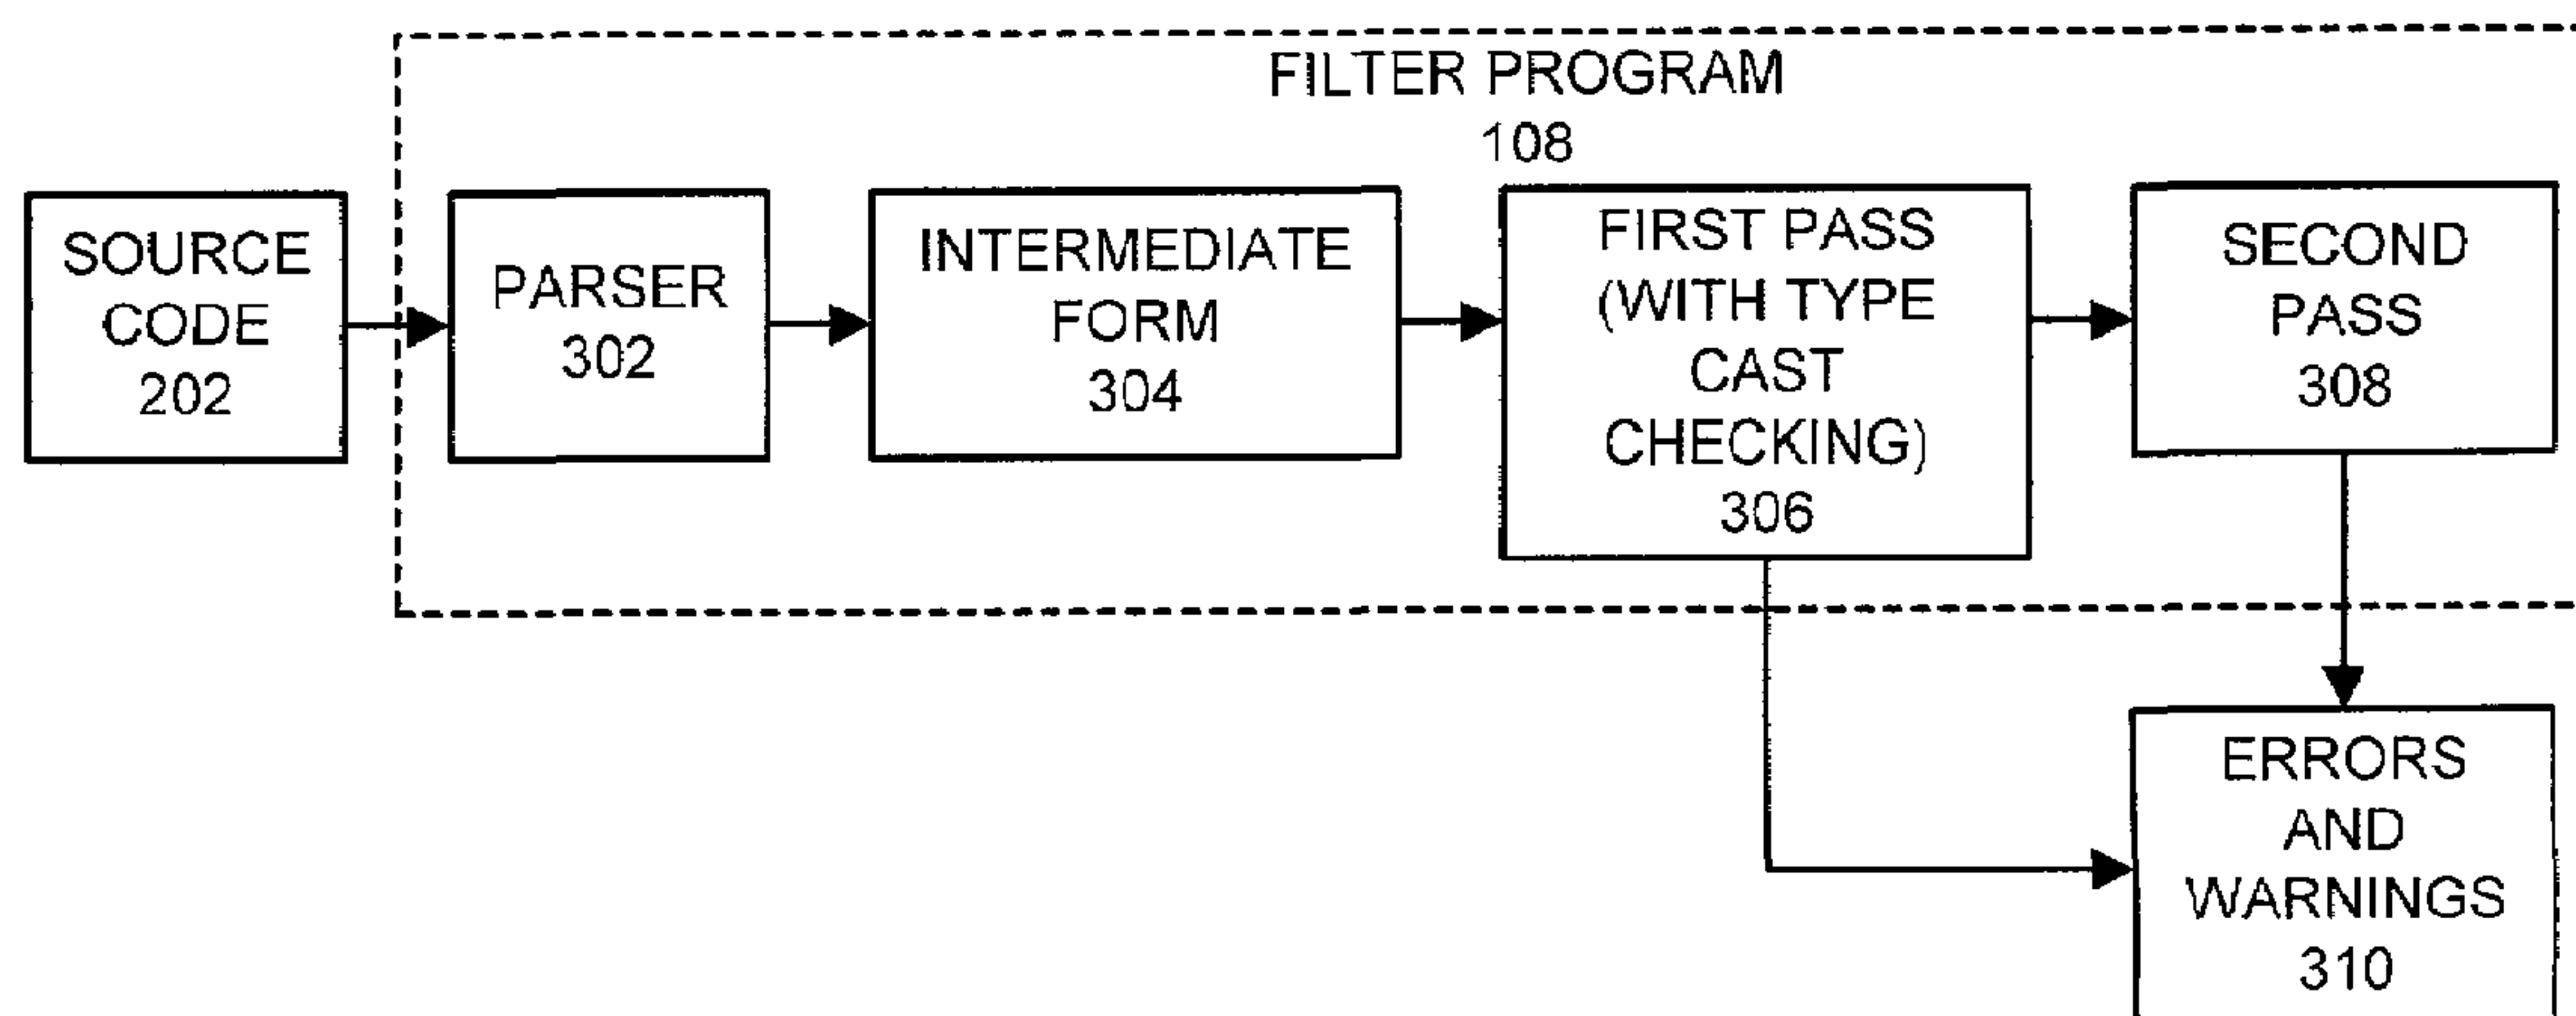 FILTER PROGRAM
108
SOURCE
CODE
202
PARSER
302
INTERMEDIATE
FORM
304
FIRST PASS
(WITH TYPE
CAST
CHECKING)
306
SECOND
PASS
308
ERRORS
AND
WARNINGS
310